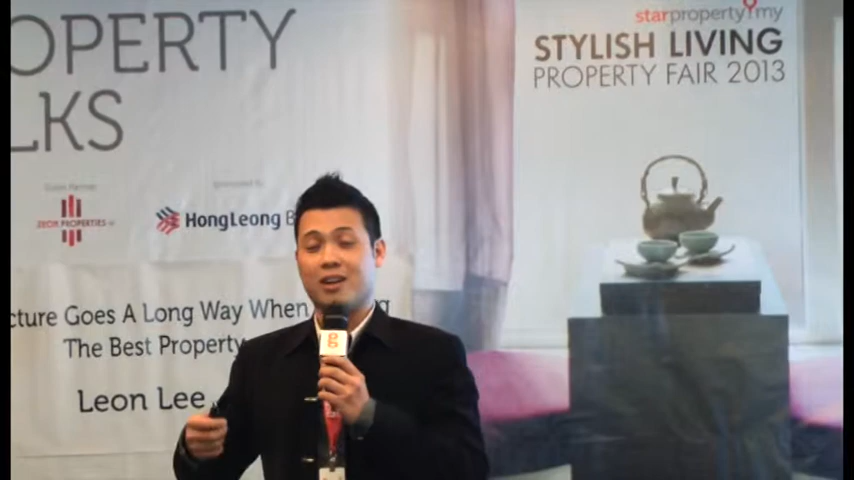 OPERTY
LKS
HongLeong B
cture Goes A Long Way When
The Best Property
Leon Lee
g
starproperty my
STYLISH LIVING
PROPERTY FAIR 2013